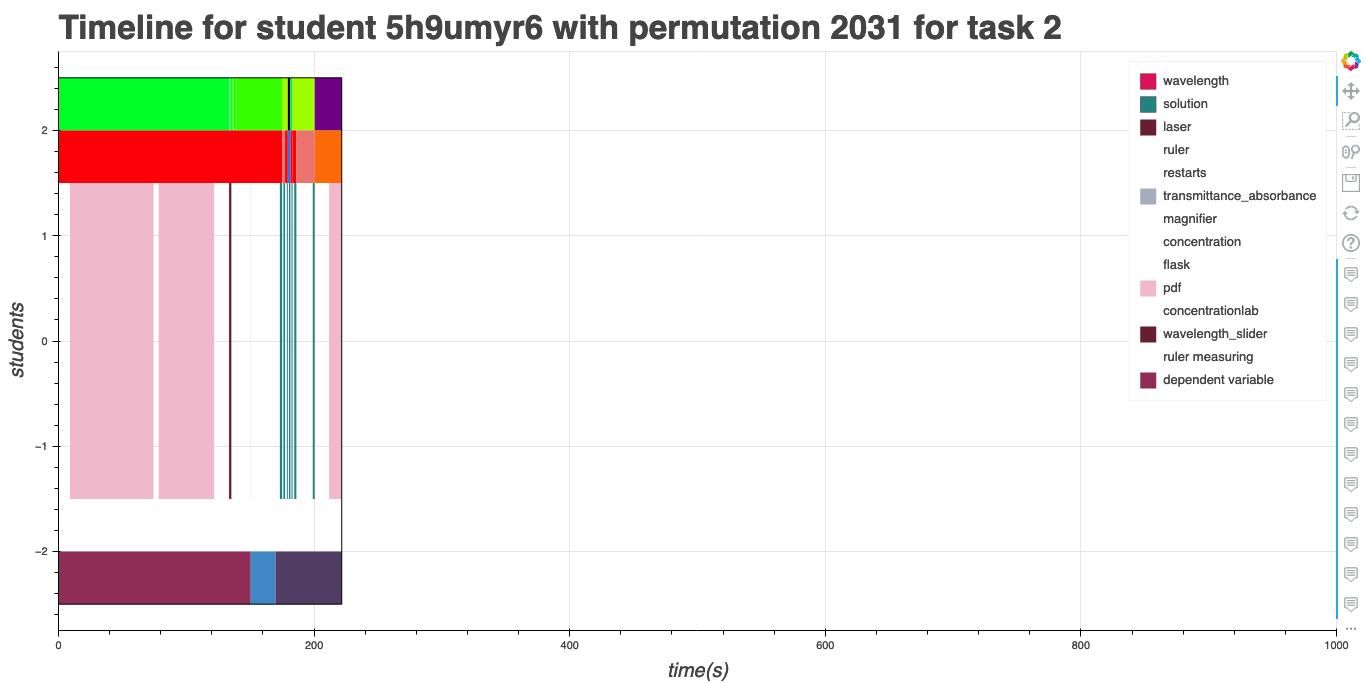 Timeline for student 5h9umyr6 with permutation 2031 for task 2
wavelength
solution
laser
ruler
restarts
transmittance_absorbance
magnifier
concentration
flask
pdf
concentrationlab
wavelength_slider
ruler measuring
dependent variable
students
2
1
0
−1
−2
0
200
400
600
800
1000
time(s)